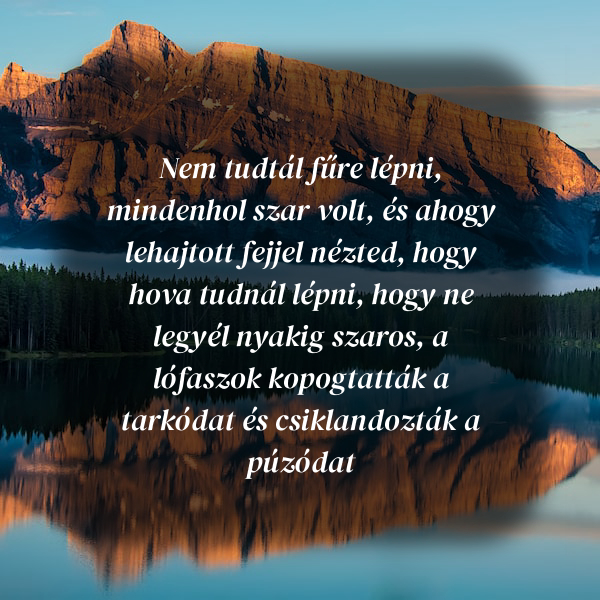 Nem tudtál fűre lépni,
mindenhol szar volt, és ahogy
lehajtott fejjel nézted, hogy
hova tudnál lépni, hogy ne
legyél nyakig szaros, a
lófaszok kopogtatták a
tarkódat és csiklandozták a
púzódat